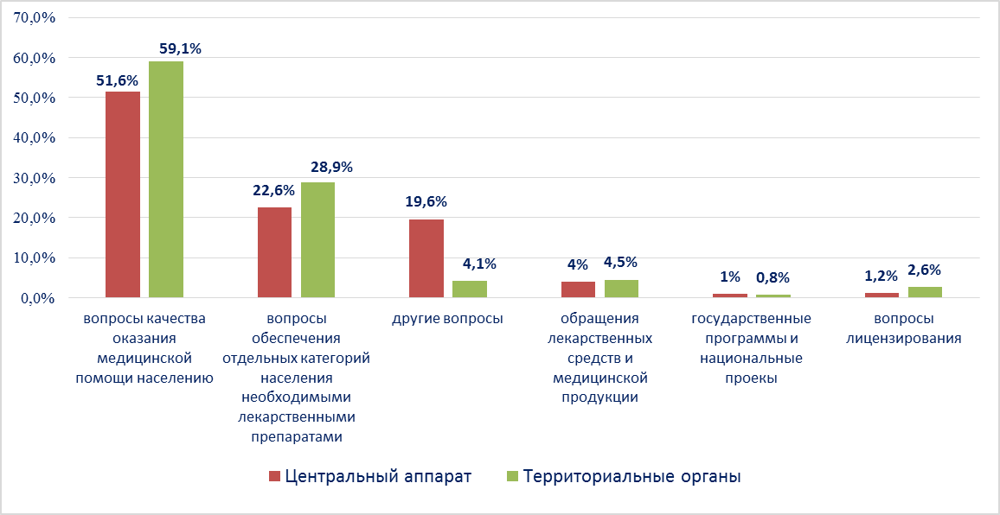 70,0%
60,0%
50,0%
40,0%
30,0%
20,0%
10,0%
0,0%
51,6%
59,1%
22,6%
28,9%
19,6%
4,1%
4%
4,5%
1%
0,8%
1,2%
2,6%
вопросы качества
оказания
медицинской
помощи населению
вопросы
обеспечения
отдельных категорий
населения
необходимыми
лекарственными
препаратами
другие вопросы
обращения
лекарственных
средств и
медицинской
продукции
государственные
программы и
национальные
проекы
вопросы
лицензирования
Центральный аппарат
Территориальные органы